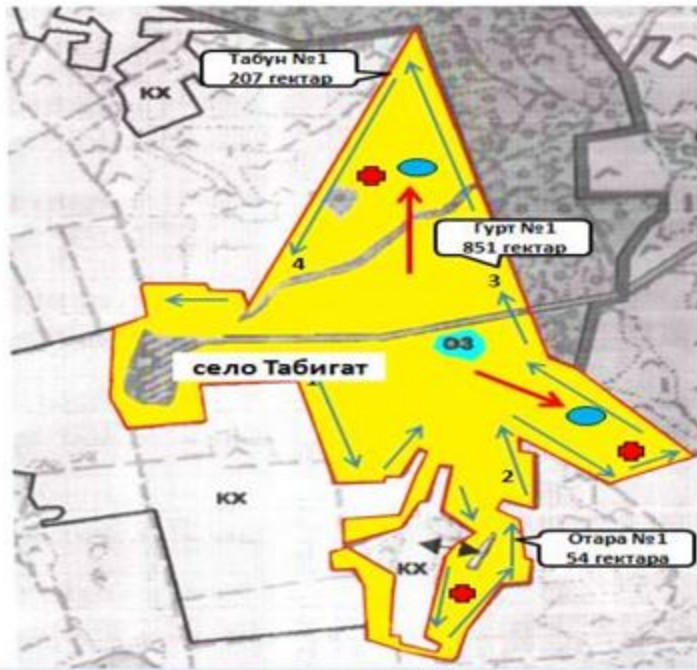 Табун №1
207 гектар
КХ
Гурт №1
851 гектар
4
3
ОЗ
село Табигат
2
КХ
Отара №1
54 гектара
КХ